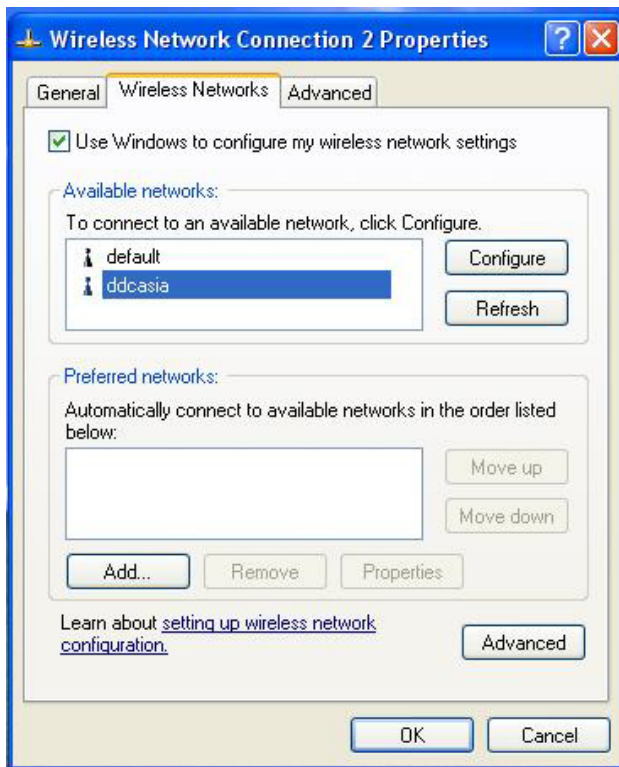 Wireless Network Connection 2 Properties
General Wireless Networks Advanced
Use Windows to configure my wireless network settings
Available networks:
To connect to an available network, click Configure.
default
Configure
ddcasia
Refresh
Preferred networks:
Automatically connect to available networks in the order listed
below:
Move up
Move down
Add... Remove Properties
Learn about setting up wireless network
configuration.
Advanced
OK Cancel